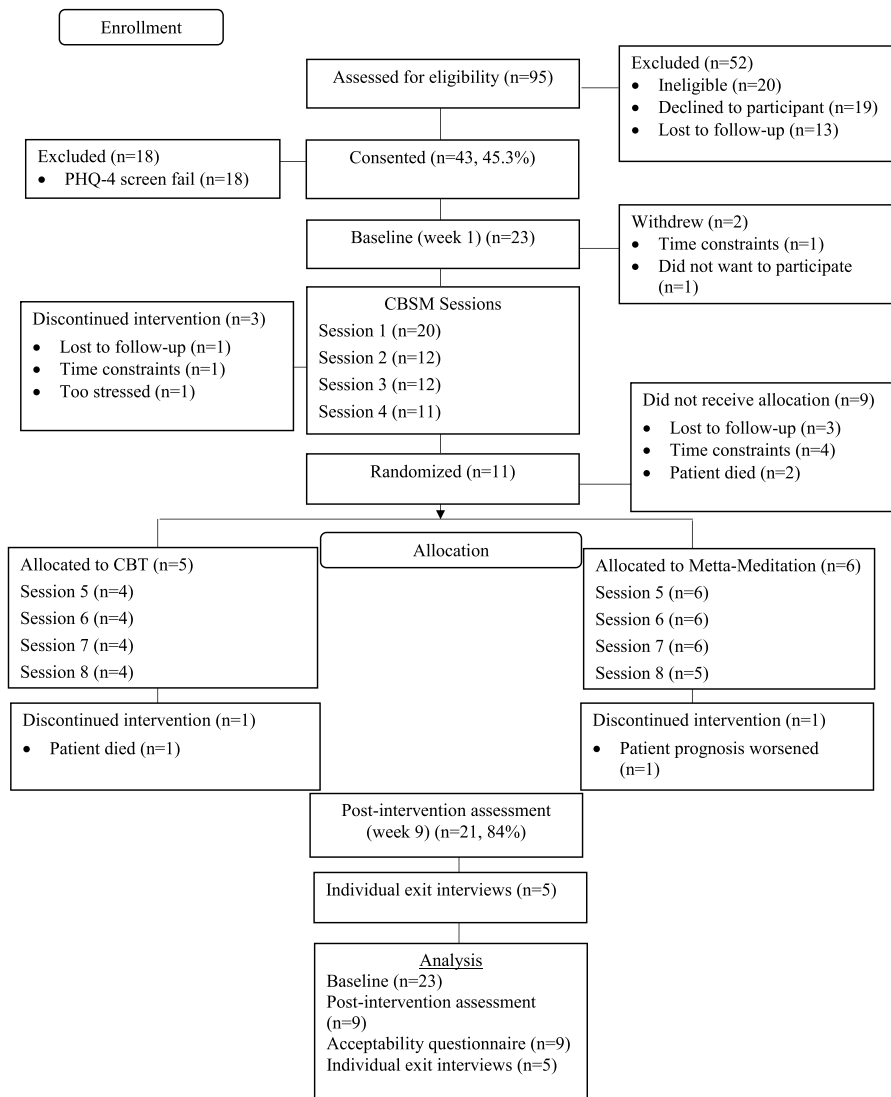 Enrollment
Assessed for eligibility (n=95)
Excluded (n=52)
• Ineligible (n=20)
• Declined to participant (n=19)
• Lost to follow-up (n=13)
Excluded (n=18)
• PHQ-4 screen fail (n=18)
Consented (n=43, 45.3%)
Baseline (week 1) (n=23)
Withdrew (n=2)
• Time constraints (n=1)
• Did not want to participate
(n=1)
CBSM Sessions
Session 1 (n=20)
Session 2 (n=12)
Session 3 (n=12)
Session 4 (n=11)
Discontinued intervention (n=3)
• Lost to follow-up (n=1)
• Time constraints (n=1)
• Too stressed (n=1)
Did not receive allocation (n=9)
• Lost to follow-up (n=3)
• Time constraints (n=4)
• Patient died (n=2)
Randomized (n=11)
Allocation
Allocated to CBT (n=5)
Session 5 (n=4)
Session 6 (n=4)
Session 7 (n=4)
Session 8 (n=4)
Allocated to Metta-Meditation (n=6)
Session 5 (n=6)
Session 6 (n=6)
Session 7 (n=6)
Session 8 (n=5)
Discontinued intervention (n=1)
• Patient died (n=1)
Discontinued intervention (n=1)
• Patient prognosis worsened
(n=1)
Post-intervention assessment
(week 9) (n=21, 84%)
Individual exit interviews (n=5)
Analysis
Baseline (n=23)
Post-intervention assessment
(n=9)
Acceptability questionnaire (n=9)
Individual exit interviews (n=5)